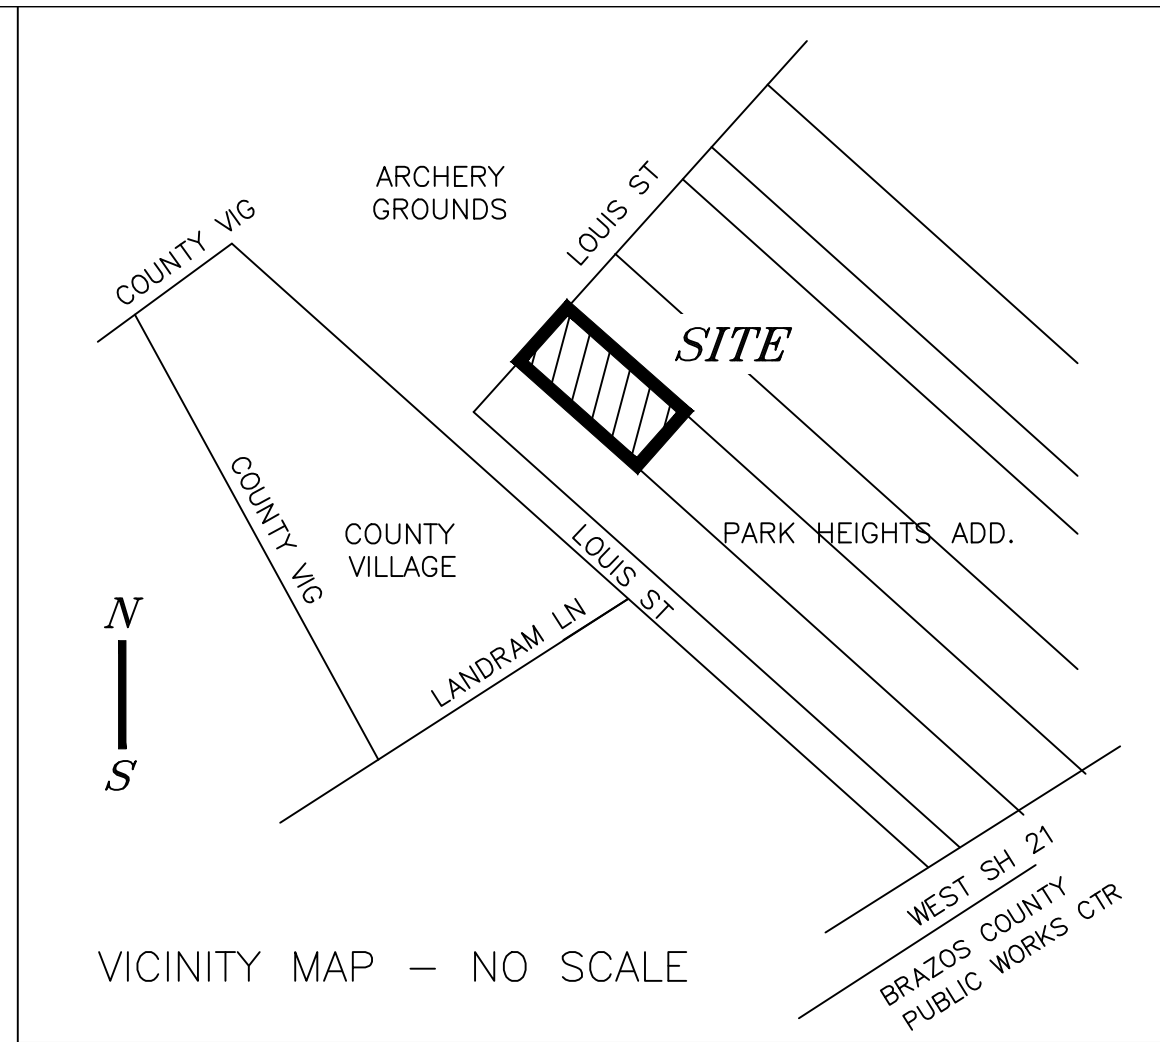 ARCHERY
GROUNDS
LOUIS ST
COUNTY VIG
SITE
COUNTY VIG
COUNTY
VILLAGE
LOUIS ST
PARK HEIGHTS ADD.
LANDRAM LN
N
S
WEST SH 21
BRAZOS COUNTY
PUBLIC WORKS CTR
VICINITY MAP – NO SCALE